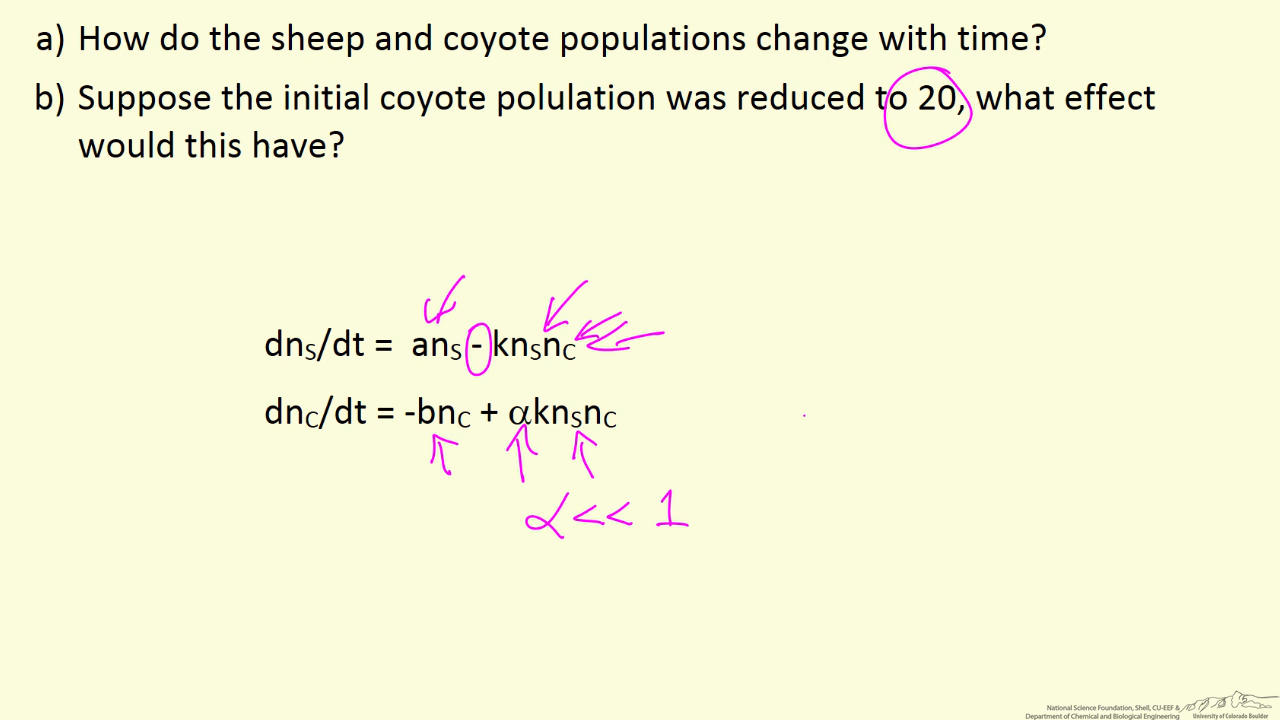 a) How do the sheep and coyote populations change with time?
b) Suppose the initial coyote polulation was reduced to 20, what effect
would this have?
dnS/dt = anS - knSnC
dnC/dt = -bnC + αknSnC
α << 1
National Science Foundation, Shell, CU-EEF &
Department of Chemical and Biological Engineering
University of Colorado Boulder